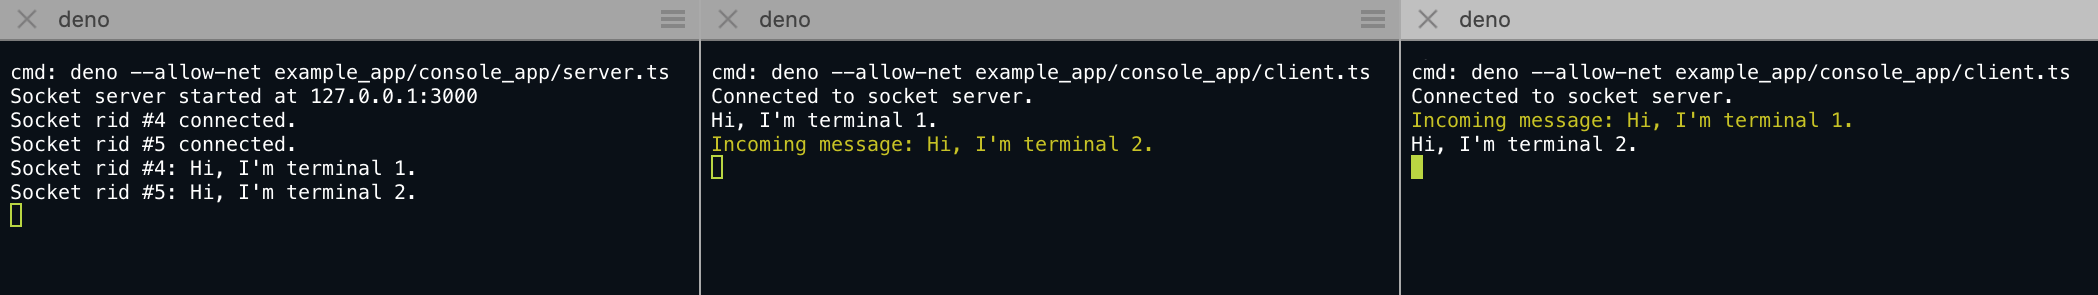 deno
cmd: deno --allow-net example_app/console_app/server.ts
Socket server started at 127.0.0.1:3000
Socket rid #4 connected.
Socket rid #5 connected.
Socket rid #4: Hi, I'm terminal 1.
Socket rid #5: Hi, I'm terminal 2.
deno
cmd: deno --allow-net example_app/console_app/client.ts
Connected to socket server.
Hi, I'm terminal 1.
Incoming message: Hi, I'm terminal 2.
deno
cmd: deno --allow-net example_app/console_app/client.ts
Connected to socket server.
Incoming message: Hi, I'm terminal 1.
Hi, I'm terminal 2.